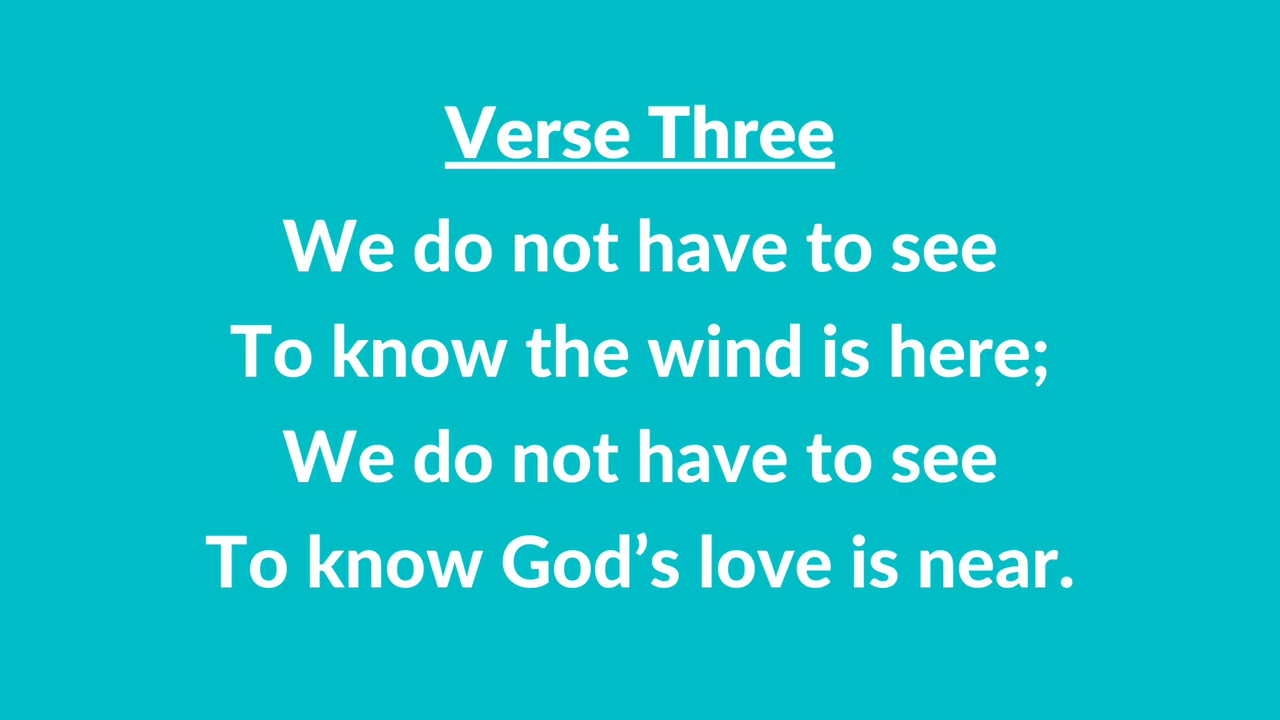 Verse Three
We do not have to see
To know the wind is here;
We do not have to see
To know God’s love is near.